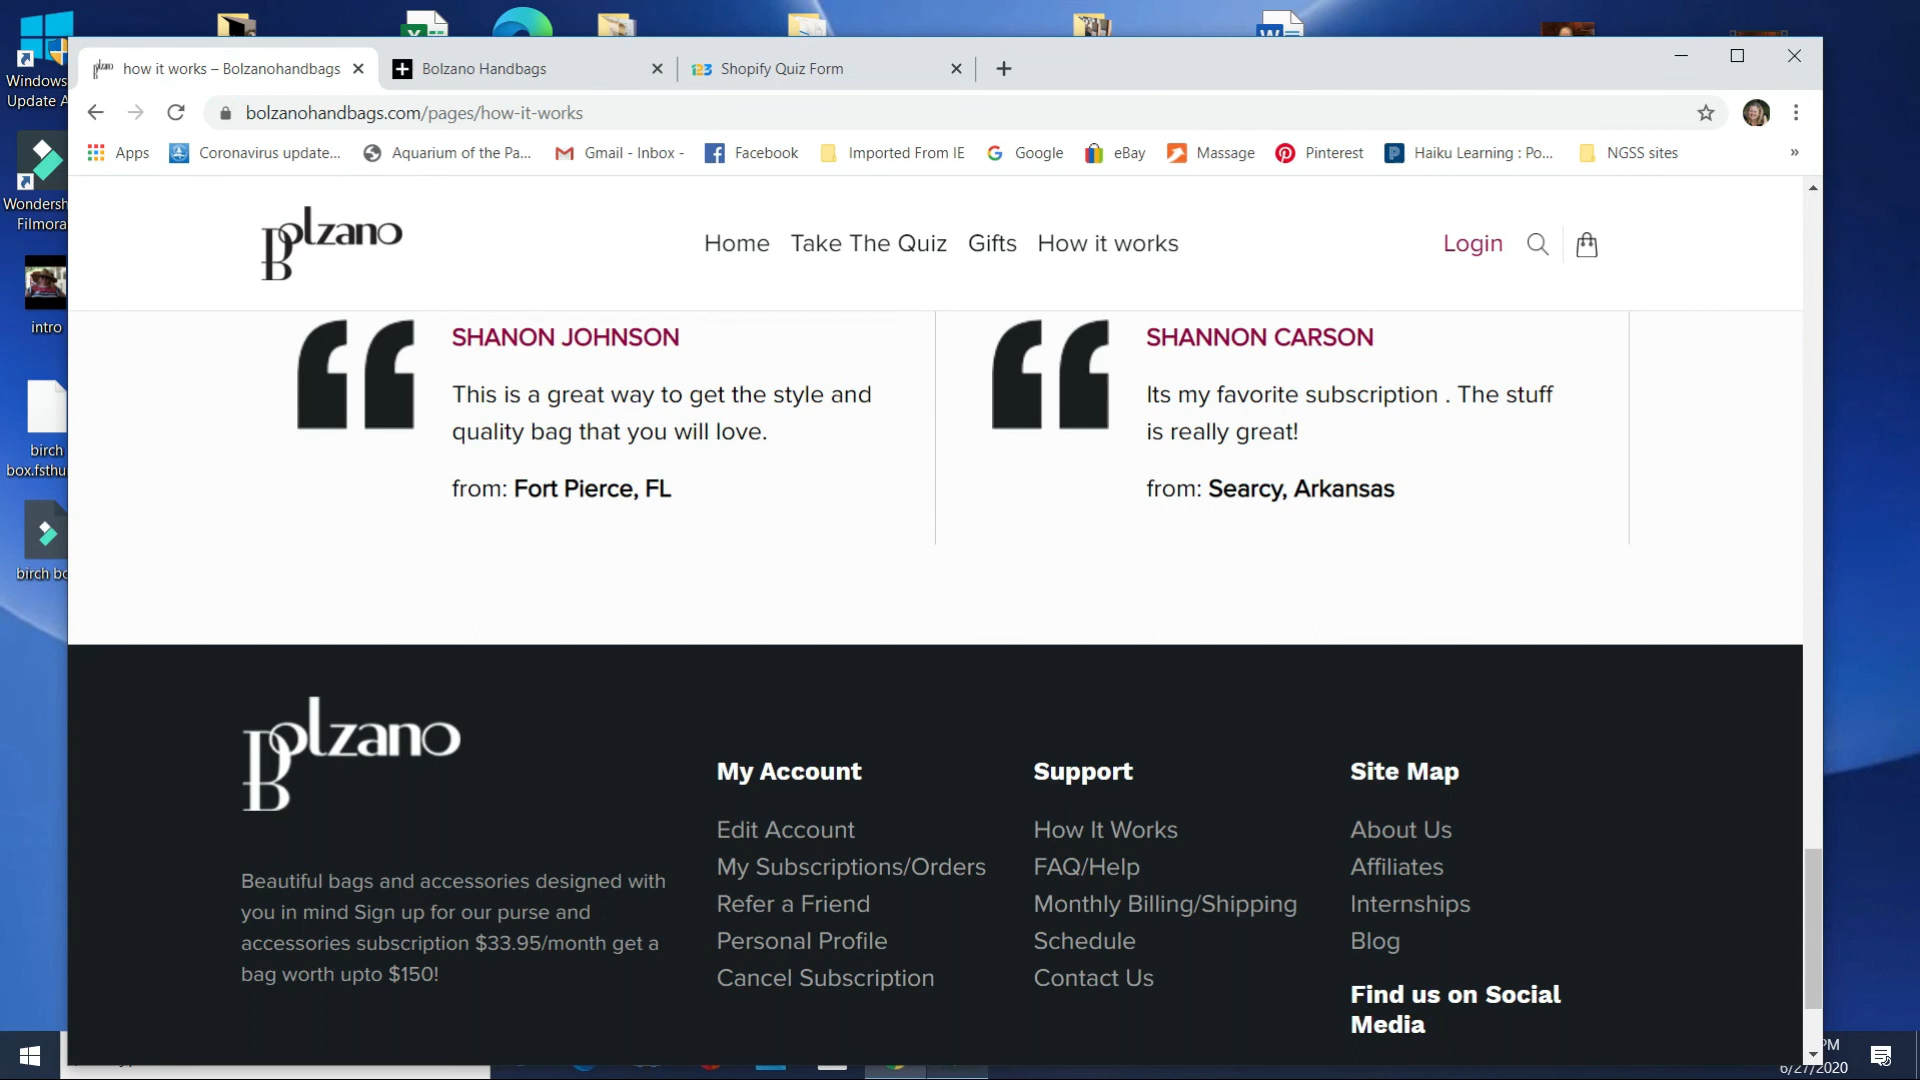 Windows
Update A
Wondersh
Filmora
intro
birch
box.fsthu
birch bo
how it works – Bolzanohandbags
Bolzano Handbags
123 Shopify Quiz Form
bolzanohandbags.com/pages/how-it-works
Apps
Coronavirus update...
Aquarium of the Pa...
Gmail - Inbox -
Facebook
Imported From IE
Google
eBay
Massage
Pinterest
Haiku Learning : Po...
NGSS sites
»
Bolzano
Home Take The Quiz Gifts How it works
Login
SHANON JOHNSON
This is a great way to get the style and
quality bag that you will love.
from: Fort Pierce, FL
SHANNON CARSON
Its my favorite subscription . The stuff
is really great!
from: Searcy, Arkansas
Bolzano
Beautiful bags and accessories designed with
you in mind Sign up for our purse and
accessories subscription $33.95/month get a
bag worth upto $150!
My Account
Edit Account
My Subscriptions/Orders
Refer a Friend
Personal Profile
Cancel Subscription
Support
How It Works
FAQ/Help
Monthly Billing/Shipping
Schedule
Contact Us
Site Map
About Us
Affiliates
Internships
Blog
Find us on Social
Media
PM
6/27/2020